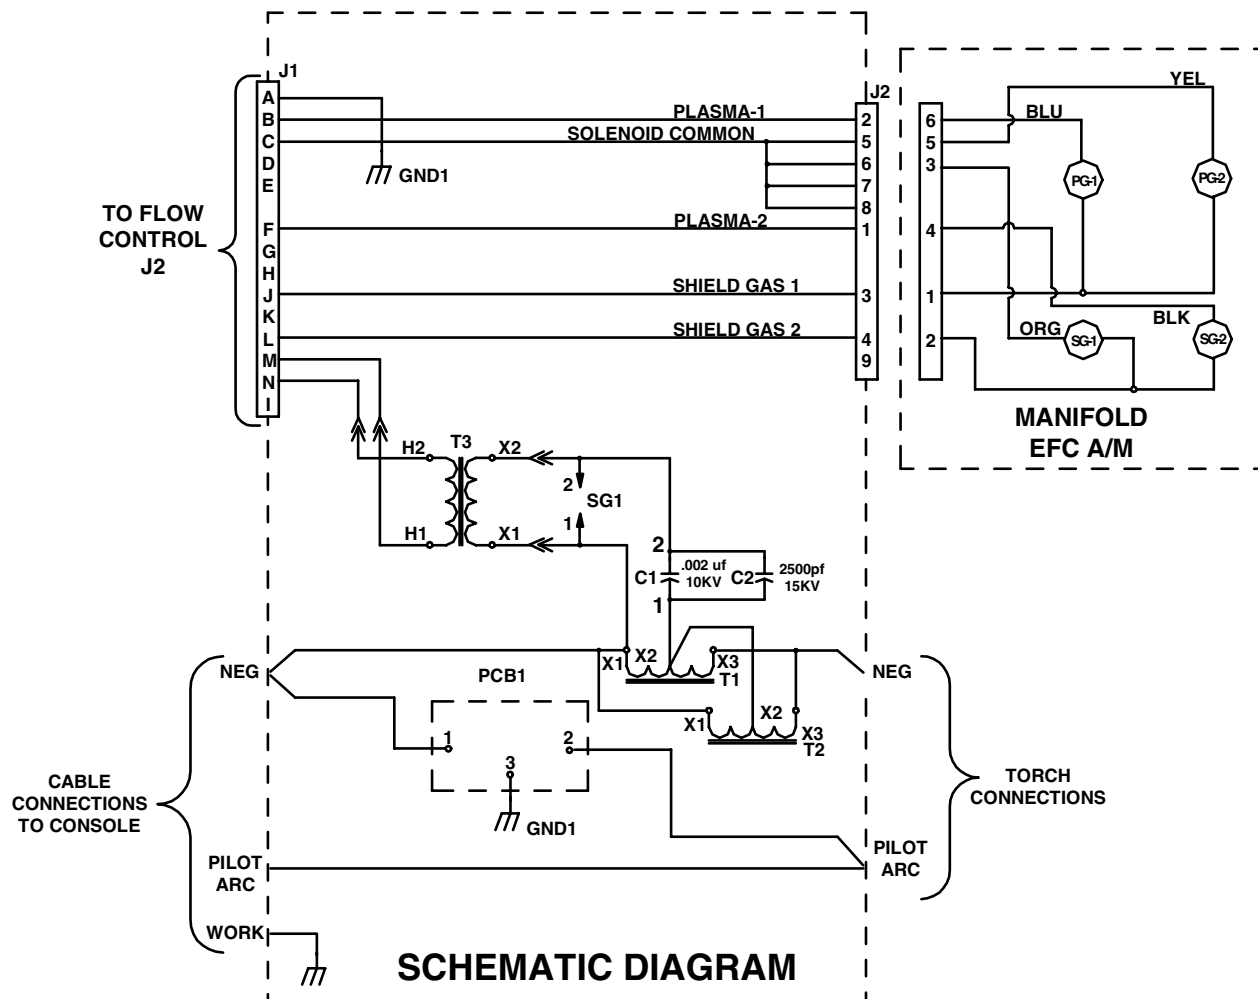 J1
A
B
C
D
E
F
G
H
J
K
L
M
N
I
TO FLOW
CONTROL
J2
GND1
PLASMA-1
SOLENOID COMMON
PLASMA-2
SHIELD GAS 1
SHIELD GAS 2
J2
2
5
6
7
8
1
3
4
9
6
5
3
4
1
2
BLU
YEL
PG-1
PG-2
ORG
BLK
SG-1
SG-2
MANIFOLD
EFC A/M
H2
T3
X2
H1
X1
2
SG1
1
2
C1
.002 uf
10KV
C2
2500pf
15KV
1
X1
X2
X3
T1
X1
X2
X3
T2
NEG
PCB1
1
2
3
GND1
CABLE
CONNECTIONS
TO CONSOLE
PILOT
ARC
WORK
NEG
TORCH
CONNECTIONS
PILOT
ARC
SCHEMATIC DIAGRAM